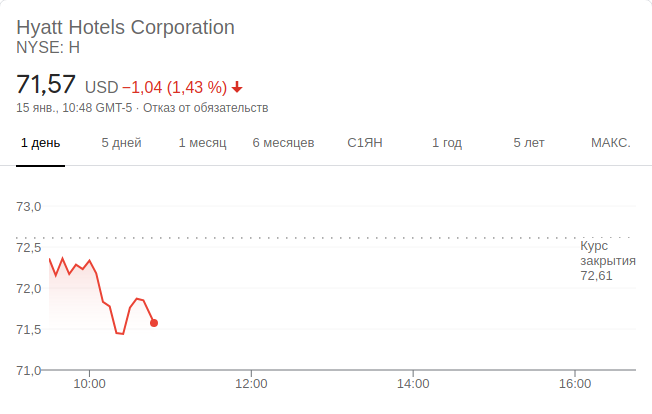 Hyatt Hotels Corporation
NYSE: H
71,57 USD −1,04 (1,43 %)
15 янв., 10:48 GMT-5 · Отказ от обязательств
1 день 5 дней 1 месяц 6 месяцев С1ЯН 1 год 5 лет МАКС.
73,0
72,5
72,0
71,5
71,0
Курс
закрытия
72,61
10:00 12:00 14:00 16:00